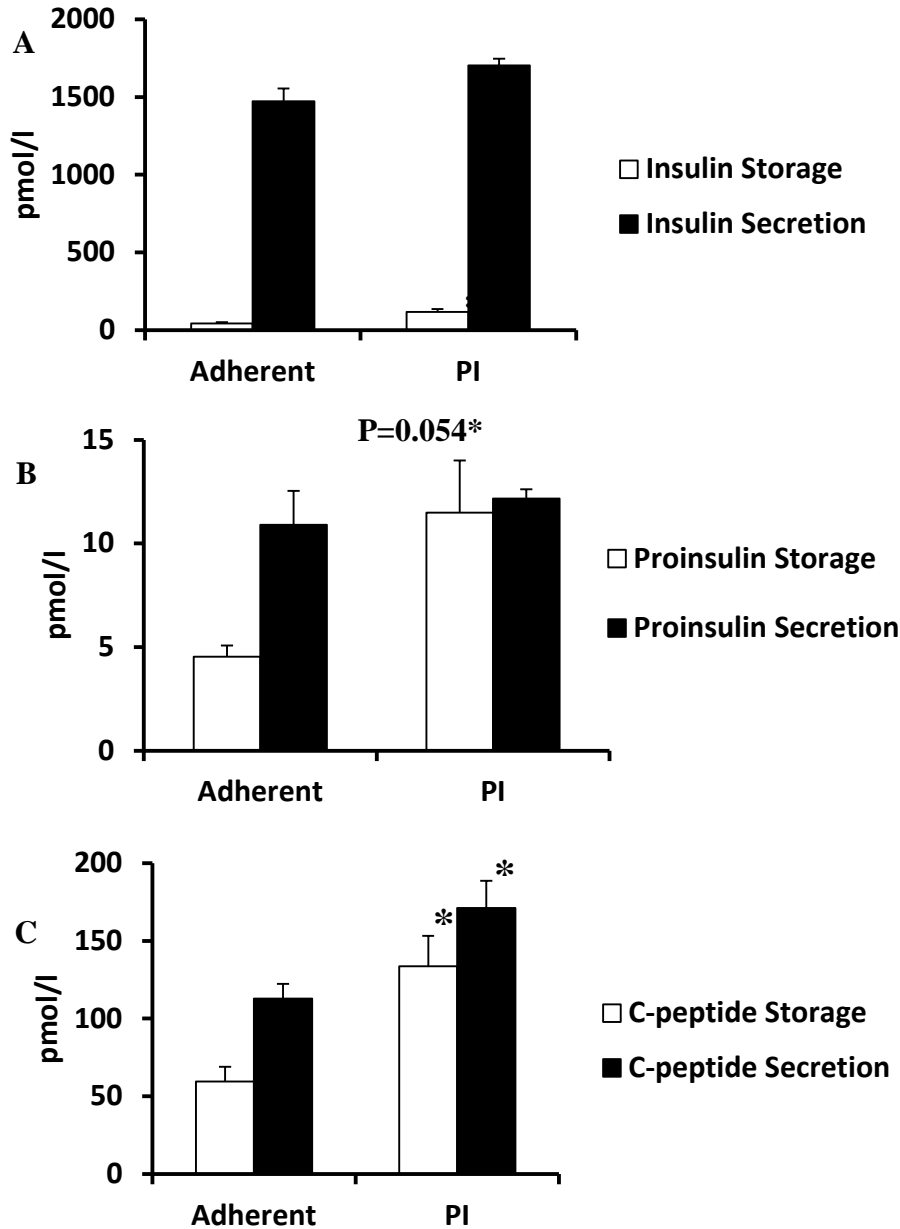 A
2000
1500
1000
500
0
pmol/l
Adherent
PI
Insulin Storage
Insulin Secretion
P=0.054*
B
15
10
5
0
pmol/l
Adherent
PI
Proinsulin Storage
Proinsulin Secretion
C
200
150
100
50
0
pmol/l
*
*
Adherent
PI
C-peptide Storage
C-peptide Secretion